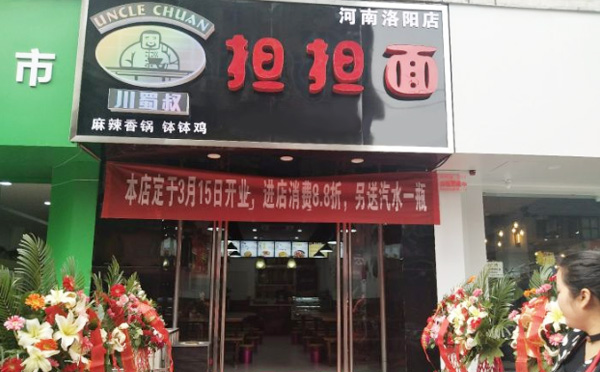 UNCLE CHUAN
河南洛阳店
市
担担面
川蜀叔
麻辣香锅 钵钵鸡
本店定于3月15日开业，进店消费8.8折，另送汽水一瓶